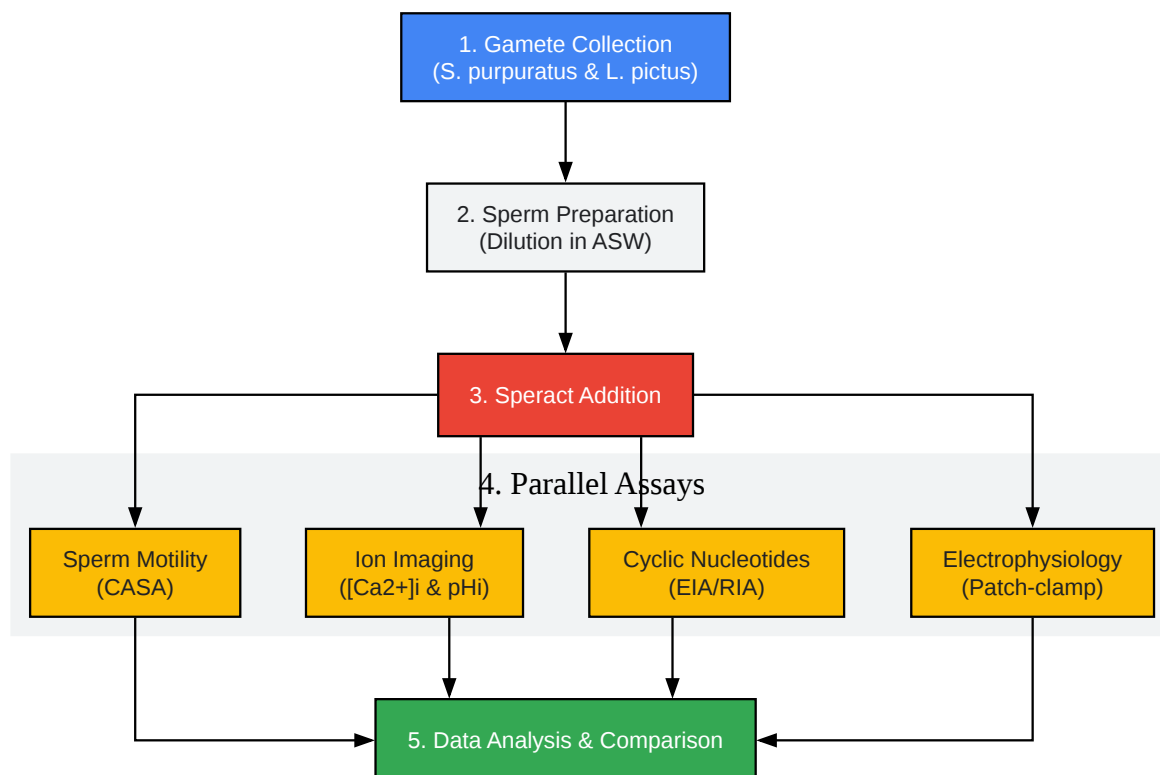 1. Gamete Collection
(S. purpuratus & L. pictus)
2. Sperm Preparation
(Dilution in ASW)
3. Speract Addition
4. Parallel Assays
Sperm Motility
(CASA)
Ion Imaging
([Ca2+]i & pHi)
Cyclic Nucleotides
(EIA/RIA)
Electrophysiology
(Patch-clamp)
5. Data Analysis & Comparison